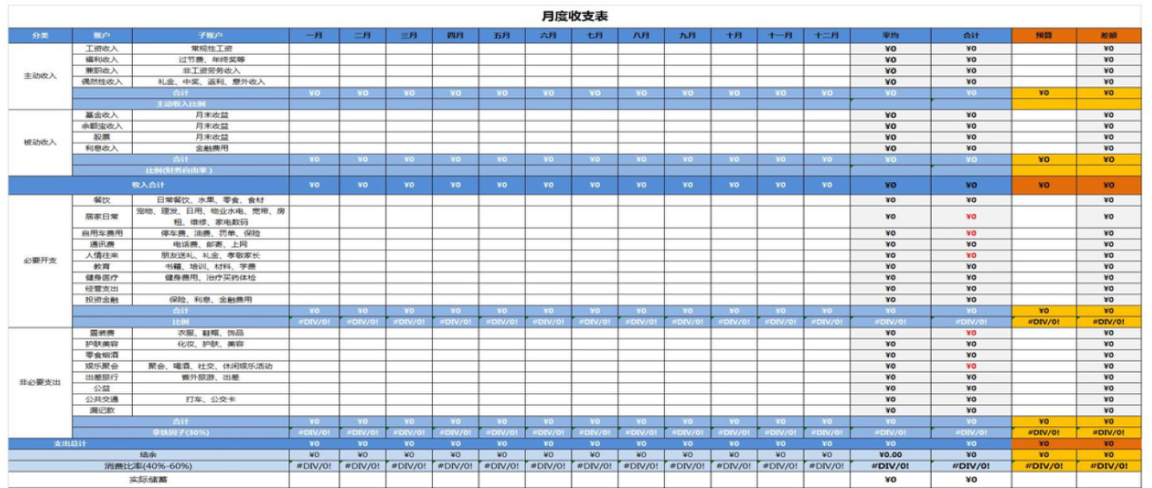 月度收支表
分类 账户 子账户 一月 二月 三月 四月 五月 六月 七月 八月 九月 十月 十一月 十二月 平均 合计 预算 差额
主动收入
工资收入 常规性工资 ¥0 ¥0 ¥0
福利收入 过节费、年终奖等 ¥0 ¥0 ¥0
兼职收入 非工资劳务收入 ¥0 ¥0 ¥0
偶然性收入 礼金、中奖、返利、意外收入 ¥0 ¥0 ¥0
合计 ¥0 ¥0 ¥0 ¥0 ¥0 ¥0 ¥0 ¥0 ¥0 ¥0 ¥0 ¥0 ¥0 ¥0 ¥0 ¥0
主动收入比例
被动收入
基金收入 月末收益 ¥0 ¥0 ¥0
余额宝收入 月末收益 ¥0 ¥0 ¥0
股票 月末收益 ¥0 ¥0 ¥0
利息收入 金融费用 ¥0 ¥0 ¥0
合计 ¥0 ¥0 ¥0 ¥0 ¥0 ¥0 ¥0 ¥0 ¥0 ¥0 ¥0 ¥0 ¥0 ¥0 ¥0 ¥0
比例(财务自由率)
收入合计 ¥0 ¥0 ¥0 ¥0 ¥0 ¥0 ¥0 ¥0 ¥0 ¥0 ¥0 ¥0 ¥0 ¥0 ¥0 ¥0
必要开支
餐饮 日常餐饮、水果、零食、食材 ¥0 ¥0 ¥0
居家日常 宠物、理发、日用、物业水电、宽带、房
租、维修、家电数码 ¥0 ¥0 ¥0
自用车费用 停车费、油费、罚单、保险 ¥0 ¥0 ¥0
通讯费 电话费、邮寄、上网 ¥0 ¥0 ¥0
人情往来 朋友送礼、礼金、孝敬家长 ¥0 ¥0 ¥0
教育 书籍、培训、材料、学费 ¥0 ¥0 ¥0
健身医疗 健身费用、治疗买药体检 ¥0 ¥0 ¥0
经营支出 ¥0 ¥0 ¥0
投资金融 保险、利息、金融费用 ¥0 ¥0 ¥0
合计 ¥0 ¥0 ¥0 ¥0 ¥0 ¥0 ¥0 ¥0 ¥0 ¥0 ¥0 ¥0 ¥0 ¥0 ¥0 ¥0
比例 #DIV/0! #DIV/0! #DIV/0! #DIV/0! #DIV/0! #DIV/0! #DIV/0! #DIV/0! #DIV/0! #DIV/0! #DIV/0! #DIV/0! #DIV/0! #DIV/0! #DIV/0! #DIV/0!
非必要支出
置装费 衣服、鞋帽、饰品 ¥0 ¥0 ¥0
护肤美容 化妆、护肤、美容 ¥0 ¥0 ¥0
零食烟酒 ¥0 ¥0 ¥0
娱乐聚会 聚会、喝酒、社交、休闲娱乐活动 ¥0 ¥0 ¥0
出差旅行 省外旅游、出差 ¥0 ¥0 ¥0
公益 ¥0 ¥0 ¥0
公共交通 打车、公交卡 ¥0 ¥0 ¥0
漏记款 ¥0 ¥0 ¥0
合计 ¥0 ¥0 ¥0 ¥0 ¥0 ¥0 ¥0 ¥0 ¥0 ¥0 ¥0 ¥0 ¥0 ¥0 ¥0 ¥0
拿铁因子(30%) #DIV/0! #DIV/0! #DIV/0! #DIV/0! #DIV/0! #DIV/0! #DIV/0! #DIV/0! #DIV/0! #DIV/0! #DIV/0! #DIV/0! #DIV/0! #DIV/0! #DIV/0! #DIV/0!
支出总计 ¥0 ¥0 ¥0 ¥0 ¥0 ¥0 ¥0 ¥0 ¥0 ¥0 ¥0 ¥0 ¥0 ¥0 ¥0 ¥0
结余 ¥0 ¥0 ¥0 ¥0 ¥0 ¥0 ¥0 ¥0 ¥0 ¥0 ¥0 ¥0 ¥0.00 ¥0 ¥0 ¥0
消费比率(40%-60%) #DIV/0! #DIV/0! #DIV/0! #DIV/0! #DIV/0! #DIV/0! #DIV/0! #DIV/0! #DIV/0! #DIV/0! #DIV/0! #DIV/0! #DIV/0! #DIV/0! #DIV/0! #DIV/0!
实际储蓄 ¥0 ¥0